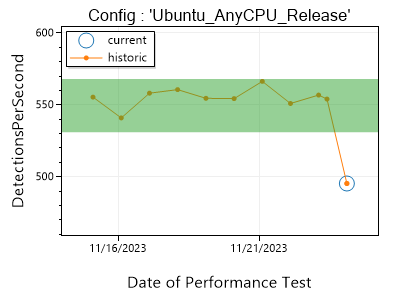 Config : 'Ubuntu_AnyCPU_Release'
current
historic
600
550
500
DetectionsPerSecond
11/16/2023
11/21/2023
Date of Performance Test